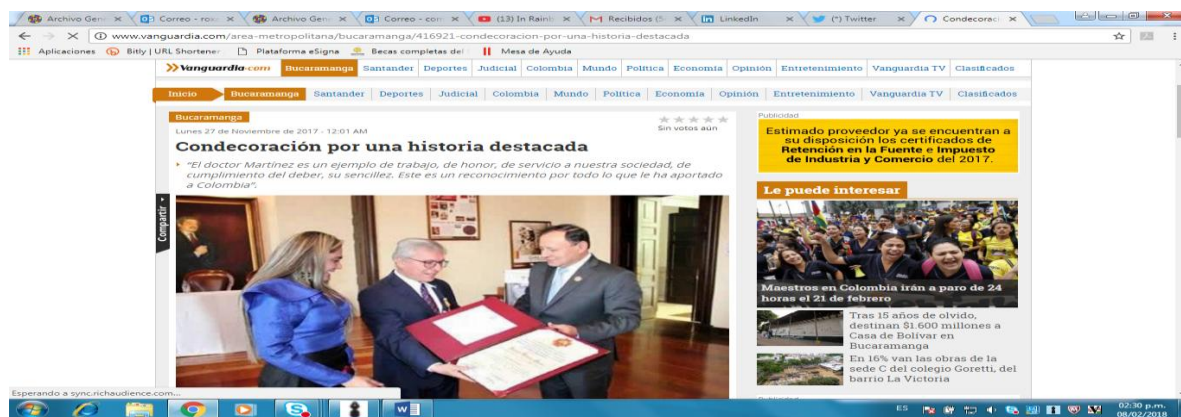 Archivo Gen
Correo - rox
Archivo Gen
Correo - con
(13) In Rain
Recibidos (5
LinkedIn
(*) Twitter
Condecoraci
www.vanguardia.com/area-metropolitana/bucaramanga/416921-condecoracion-por-una-historia-destacada
Aplicaciones Bitly | URL Shortener Plataforma eSigna Becas completas del Mesa de Ayuda
Vanguardia.com Bucaramanga Santander Deportes Judicial Colombia Mundo Política Economía Opinión Entretenimiento Vanguardia TV Clasificados
Inicio Bucaramanga Santander Deportes Judicial Colombia Mundo Política Economía Opinión Entretenimiento Vanguardia TV Clasificados
Bucaramanga
Lunes 27 de Noviembre de 2017 - 12:01 AM
Sin votos aún
Condecoración por una historia destacada
"El doctor Martínez es un ejemplo de trabajo, de honor, de servicio a nuestra sociedad, de
cumplimiento del deber, su sencillez. Este es un reconocimiento por todo lo que le ha aportado
a Colombia",
Compartir
Publicidad
Estimado proveedor ya se encuentran a
su disposición los certificados de
Retención en la Fuente e Impuesto
de Industria y Comercio del 2017.
Le puede interesar
Maestros en Colombia irán a paro de 24
horas el 21 de febrero
Tras 15 años de olvido,
destinan $1.600 millones a
Casa de Bolívar en
Bucaramanga
En 16% van las obras de la
sede C del colegio Goretti, del
barrio La Victoria
Esperando a sync.richaudience.com...
ES
02:30 p.m.
08/02/2018